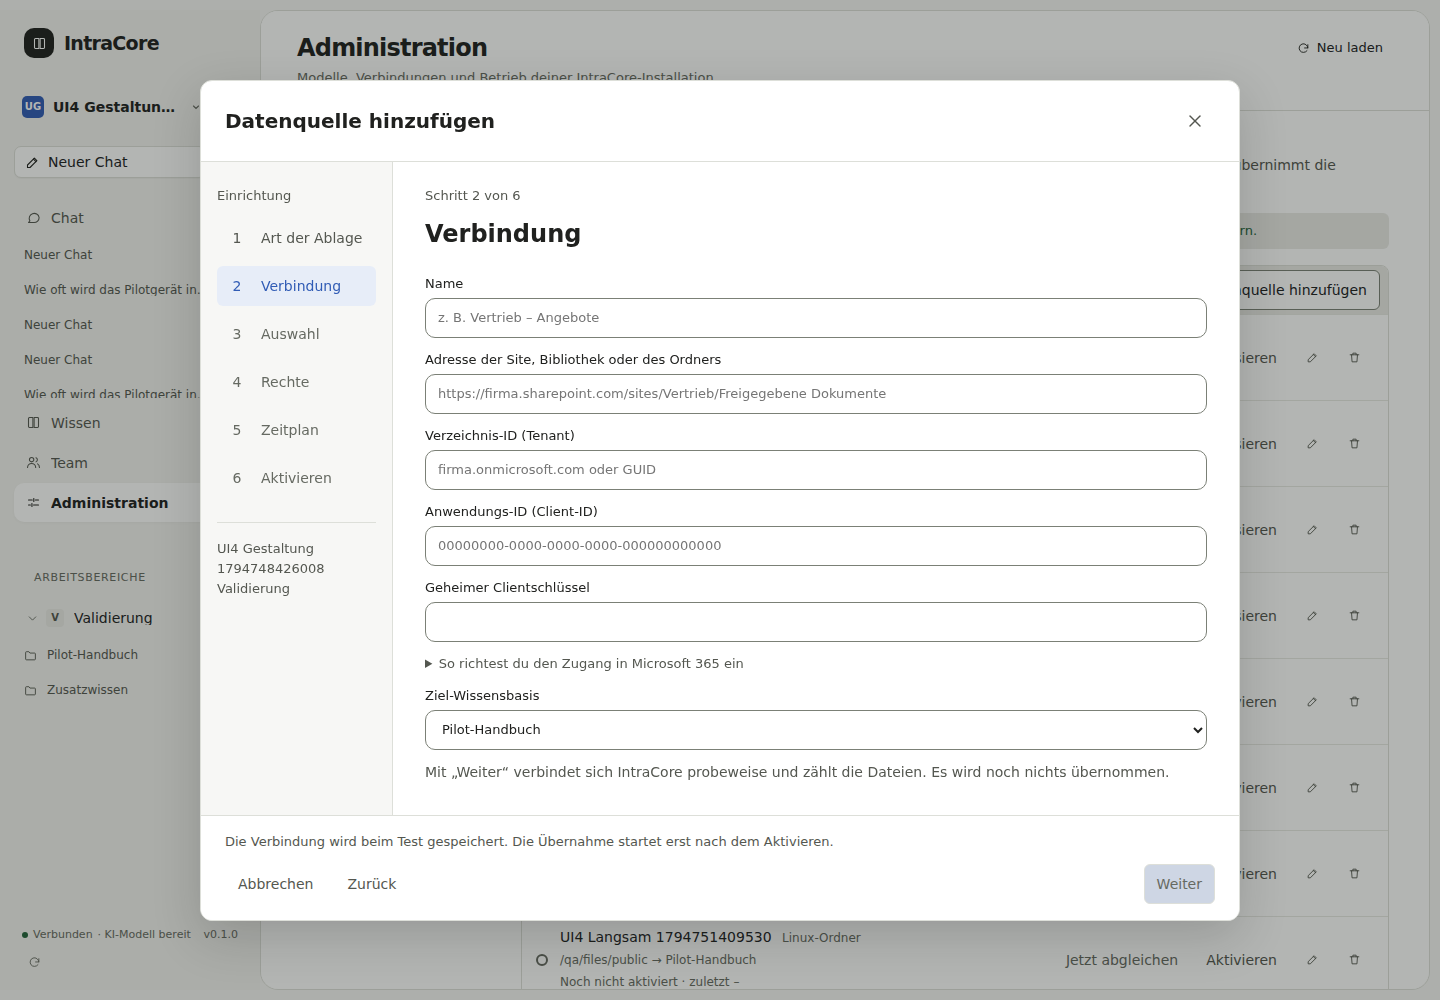 IntraCore
UG UI4 Gestaltun...
Neuer Chat
Chat
Neuer Chat
Wie oft wird das Pilotgerät in.
Neuer Chat
Neuer Chat
Wie oft wird das Pilotgerät in.
Wissen
Team
Administration
ARBEITSBEREICHE
V Validierung
Pilot-Handbuch
Zusatzwissen
Verbunden · KI-Modell bereit v0.1.0
Administration
Neu laden
Modelle, Verbindungen und Betrieb deiner IntraCore-Installation
Datenquelle hinzufügen
Einrichtung
1 Art der Ablage
2 Verbindung
3 Auswahl
4 Rechte
5 Zeitplan
6 Aktivieren
UI4 Gestaltung
1794748426008
Validierung
Schritt 2 von 6
Verbindung
Name
z. B. Vertrieb – Angebote
Adresse der Site, Bibliothek oder des Ordners
https://firma.sharepoint.com/sites/Vertrieb/Freigegebene Dokumente
Verzeichnis-ID (Tenant)
firma.onmicrosoft.com oder GUID
Anwendungs-ID (Client-ID)
00000000-0000-0000-0000-000000000000
Geheimer Clientschlüssel
So richtest du den Zugang in Microsoft 365 ein
Ziel-Wissensbasis
Pilot-Handbuch
Mit „Weiter“ verbindet sich IntraCore probeweise und zählt die Dateien. Es wird noch nichts übernommen.
Die Verbindung wird beim Test gespeichert. Die Übernahme startet erst nach dem Aktivieren.
Abbrechen
Zurück
Weiter
bernimmt die
rn.
quelle hinzufügen
sieren
sieren
sieren
sieren
vieren
vieren
vieren
UI4 Langsam 1794751409530 Linux-Ordner
/qa/files/public → Pilot-Handbuch
Noch nicht aktiviert · zuletzt –
Jetzt abgleichen
Aktivieren